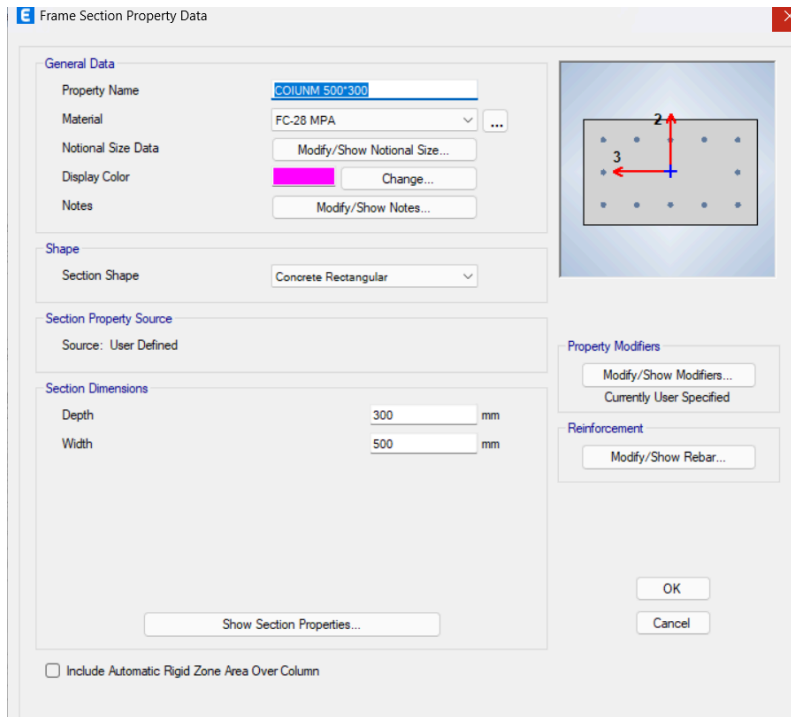 E Frame Section Property Data
General Data
Property Name COIUNM 500*300
Material FC-28 MPA ...
Notional Size Data Modify/Show Notional Size...
Display Color Change...
Notes Modify/Show Notes...
2
3
Shape
Section Shape Concrete Rectangular
Section Property Source
Source: User Defined
Property Modifiers
Modify/Show Modifiers...
Currently User Specified
Section Dimensions
Depth 300 mm
Width 500 mm
Reinforcement
Modify/Show Rebar...
OK
Show Section Properties... Cancel
Include Automatic Rigid Zone Area Over Column